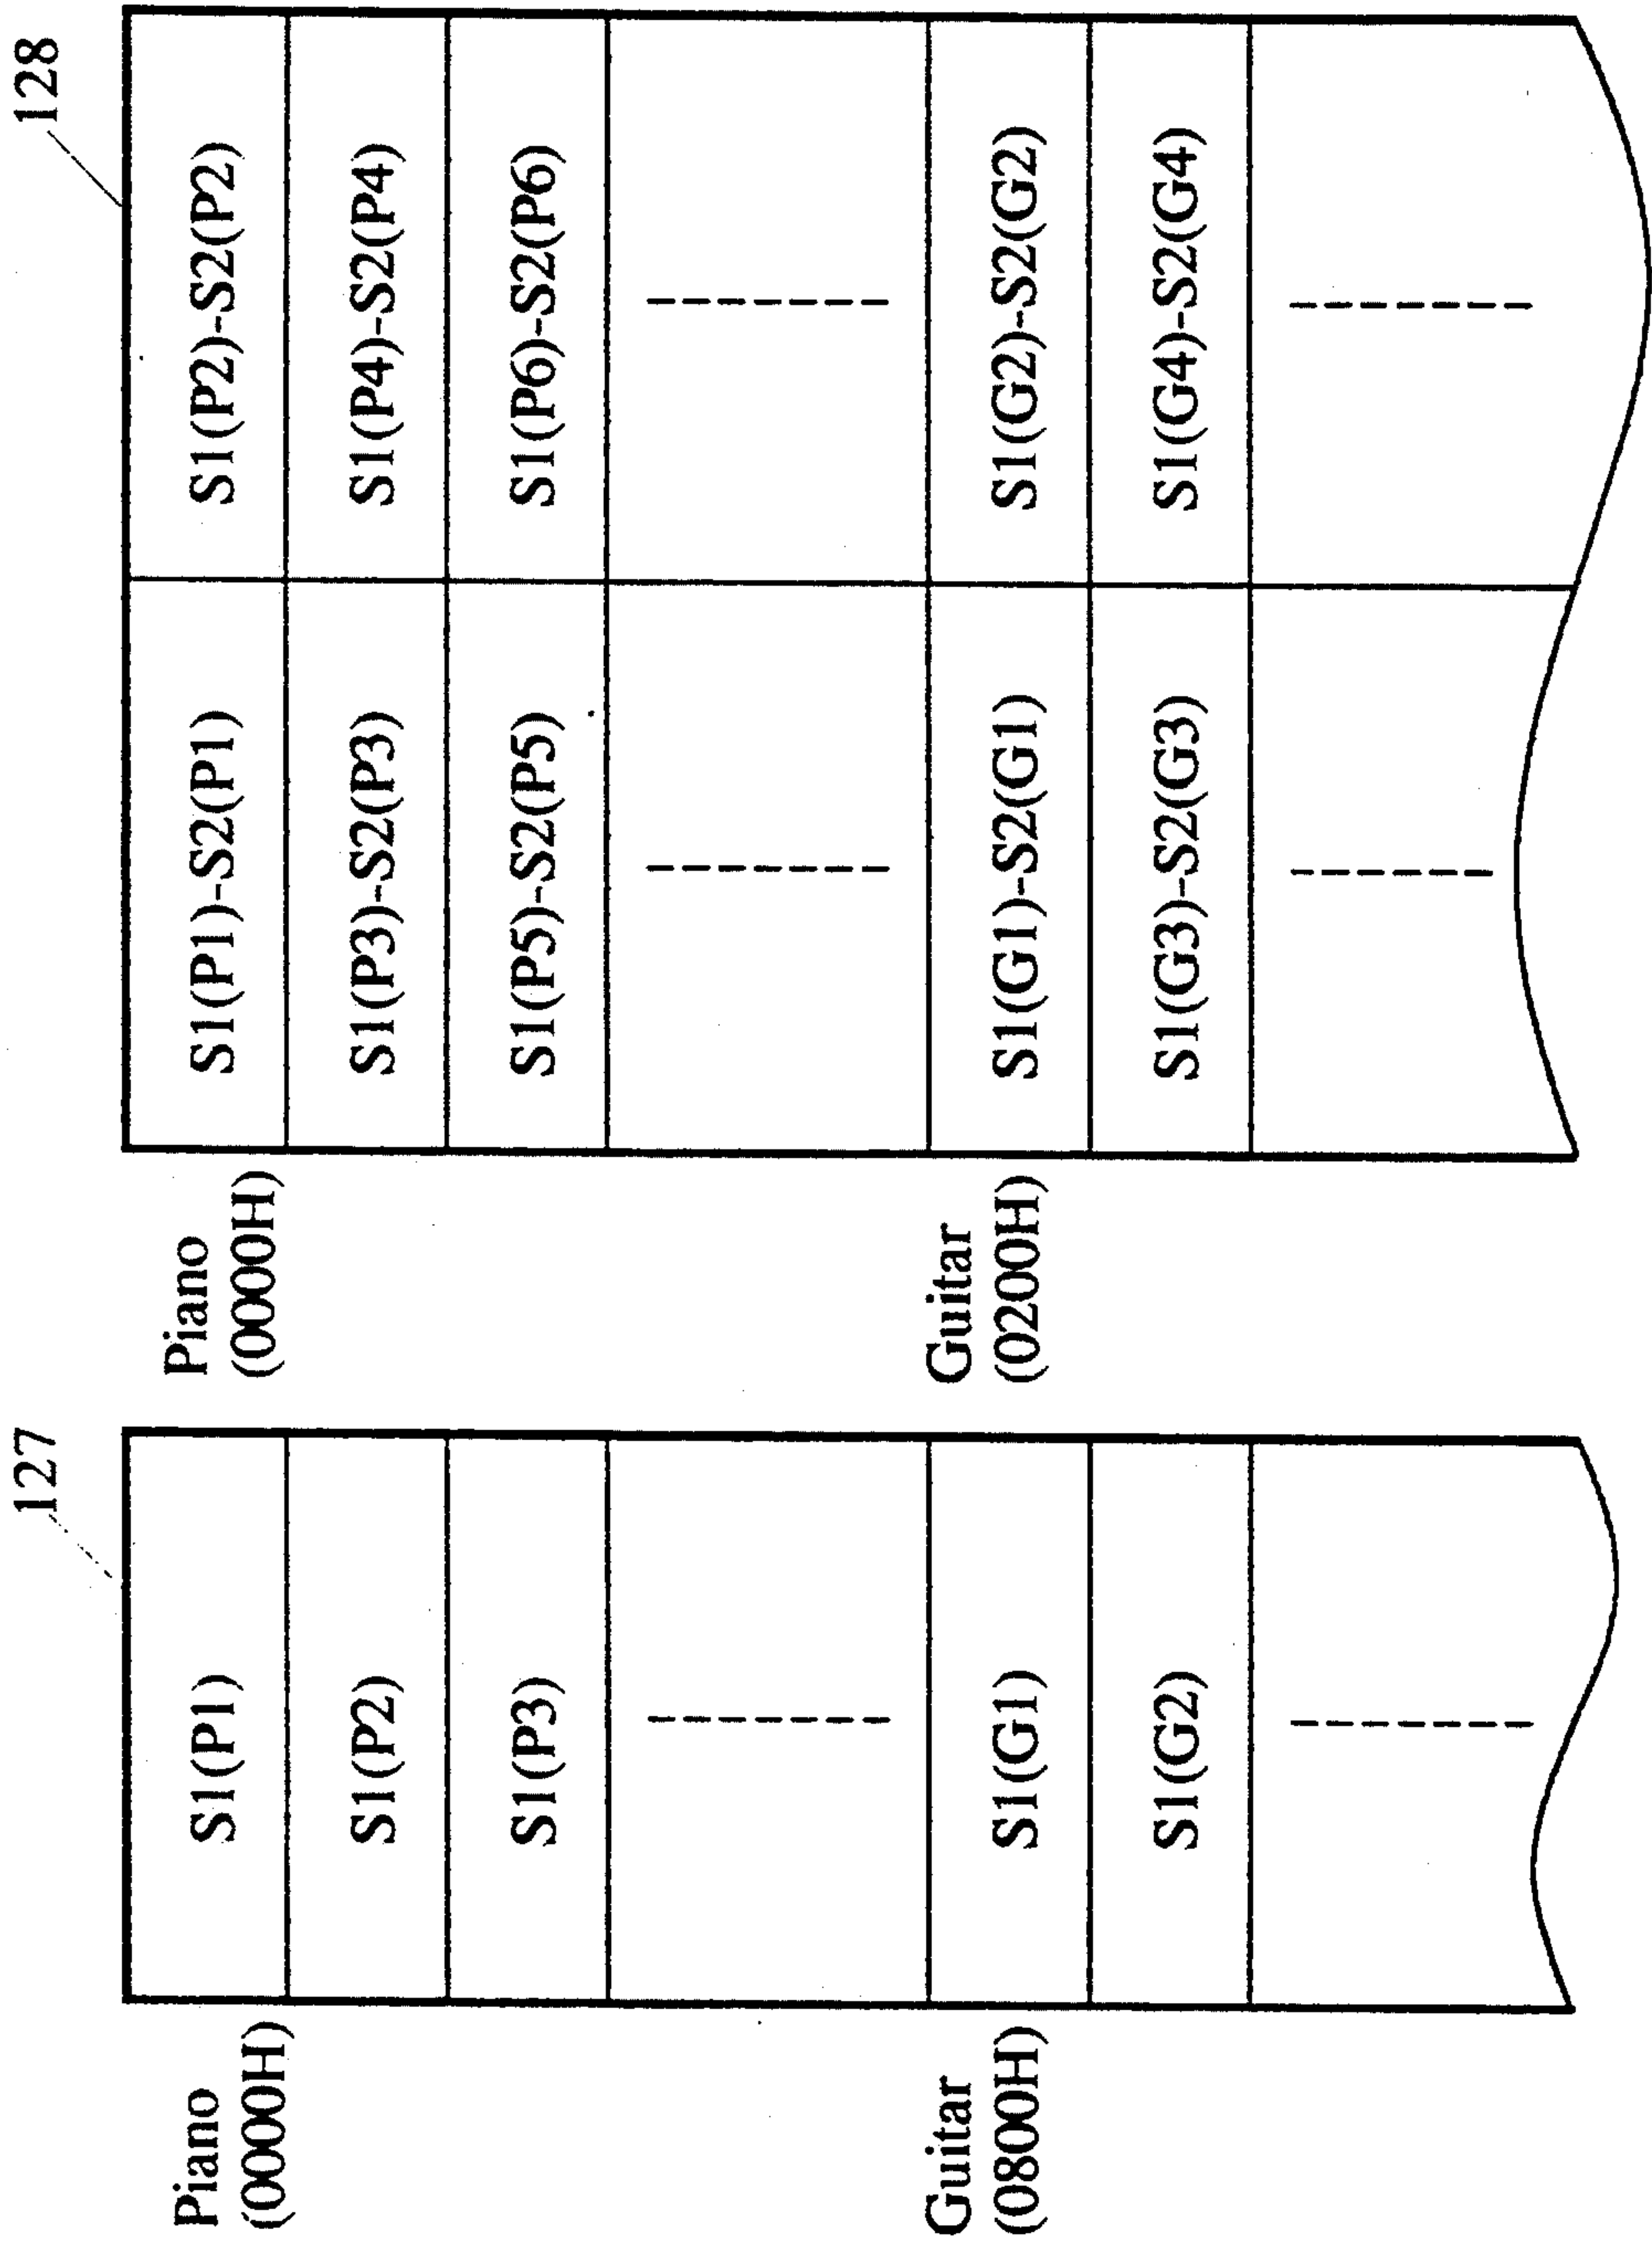 127
Piano
(0000H)
S1(P1)
S1(P2)
S1(P3)
Guitar
(0800H)
S1(G1)
S1(G2)
128
Piano
(0000H)
S1(P1)-S2(P1)
S1(P2)-S2(P2)
S1(P3)-S2(P3)
S1(P4)-S2(P4)
S1(P5)-S2(P5)
S1(P6)-S2(P6)
Guitar
(0200H)
S1(G1)-S2(G1)
S1(G2)-S2(G2)
S1(G3)-S2(G3)
S1(G4)-S2(G4)